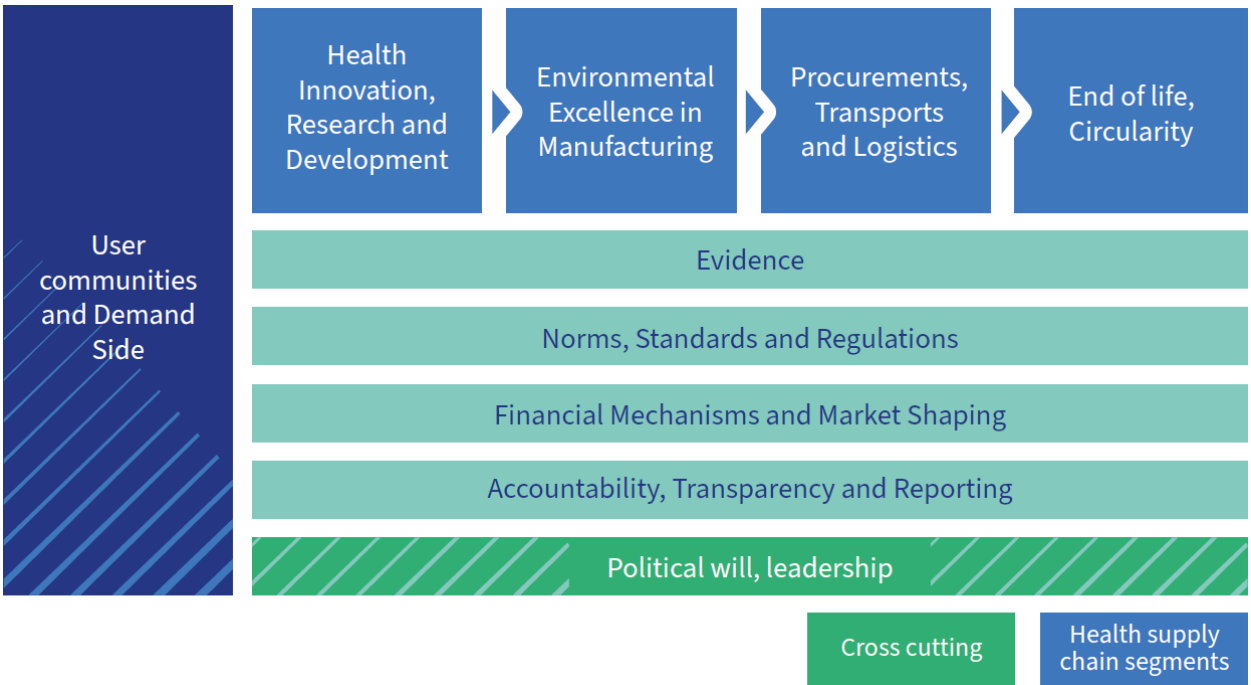 User
communities
and Demand
Side
Health
Innovation,
Research and
Development
Environmental
Excellence in
Manufacturing
Procurements,
Transports
and Logistics
End of life,
Circularity
Evidence
Norms, Standards and Regulations
Financial Mechanisms and Market Shaping
Accountability, Transparency and Reporting
Political will, leadership
Cross cutting
Health supply
chain segments